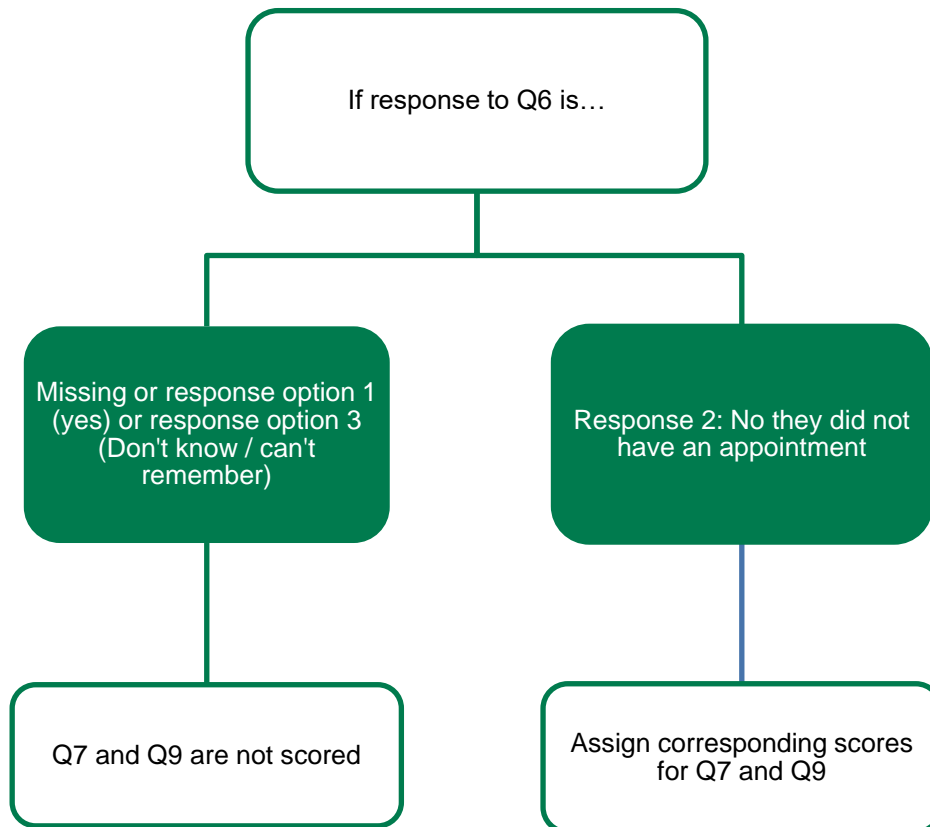 If response to Q6 is…
Missing or response option 1
(yes) or response option 3
(Don't know / can't
remember)
Response 2: No they did not
have an appointment
Q7 and Q9 are not scored
Assign corresponding scores
for Q7 and Q9